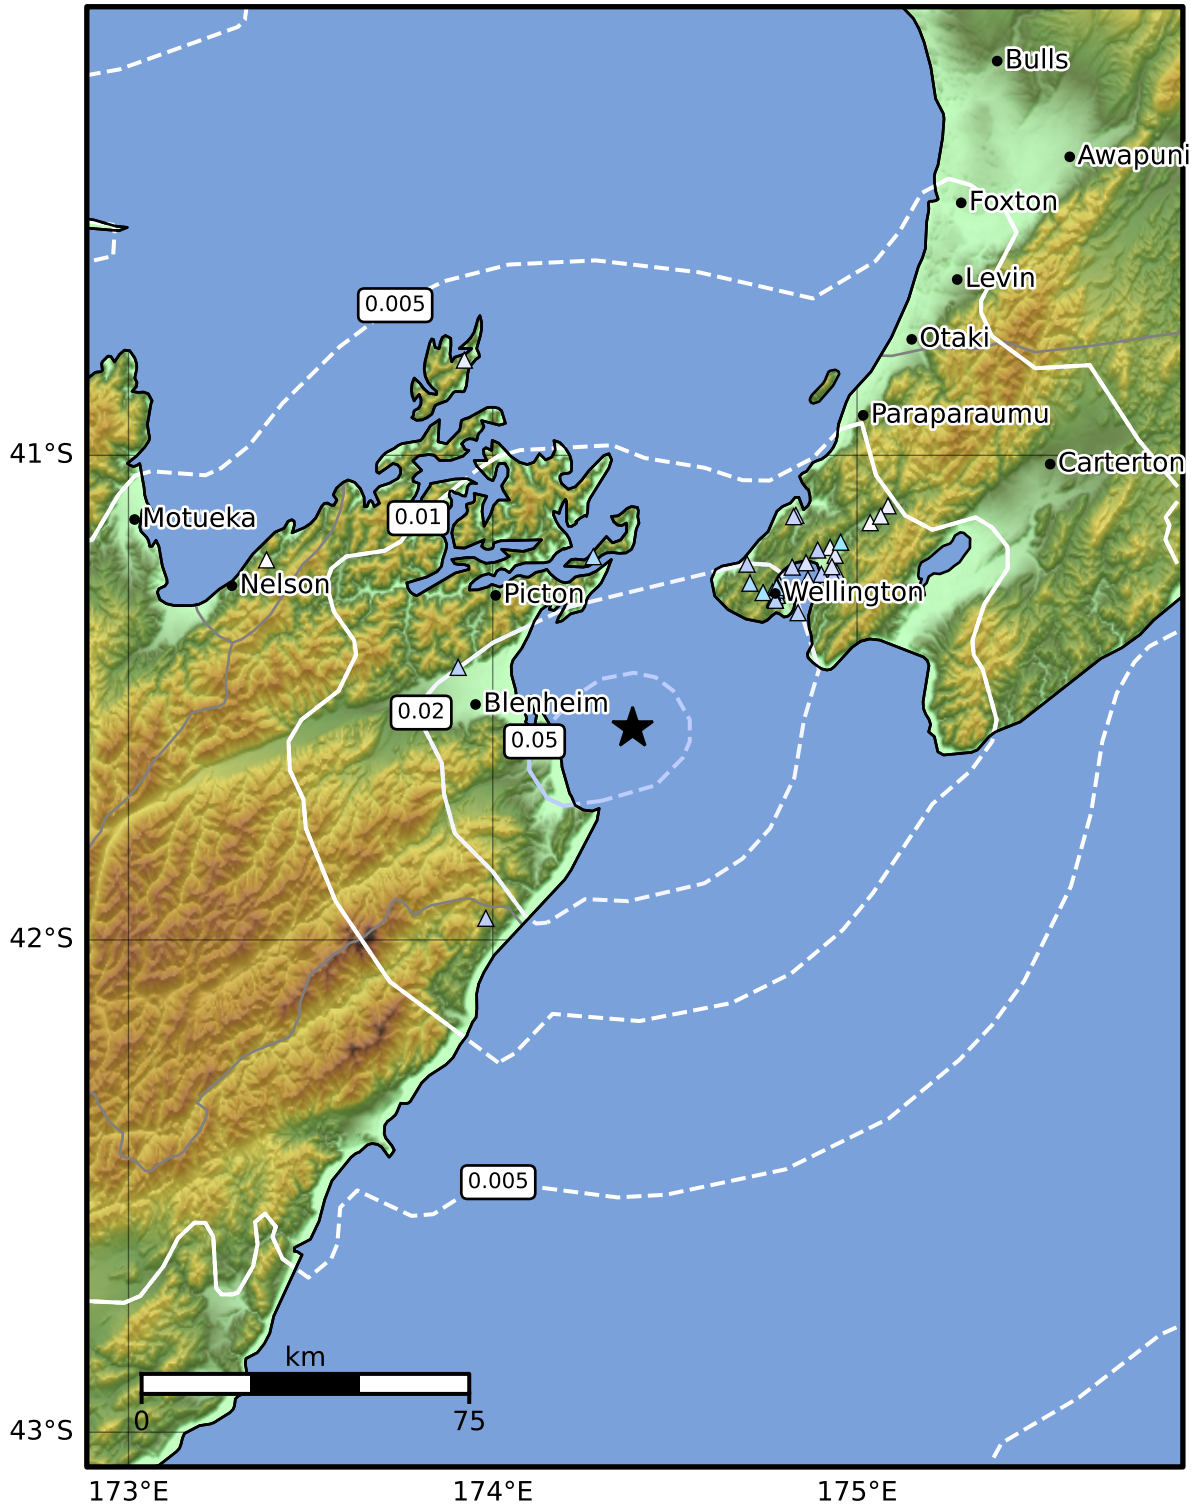 Bulls
Awapuni
Foxton
Levin
0.005
Otaki
Paraparaumu
41°S
Carterton
0.01
Motueka
Nelson
Picton
Wellington
Blenheim
0.02
0.05
42°S
0.005
km
0
75
43°S
173°E
174°E
175°E